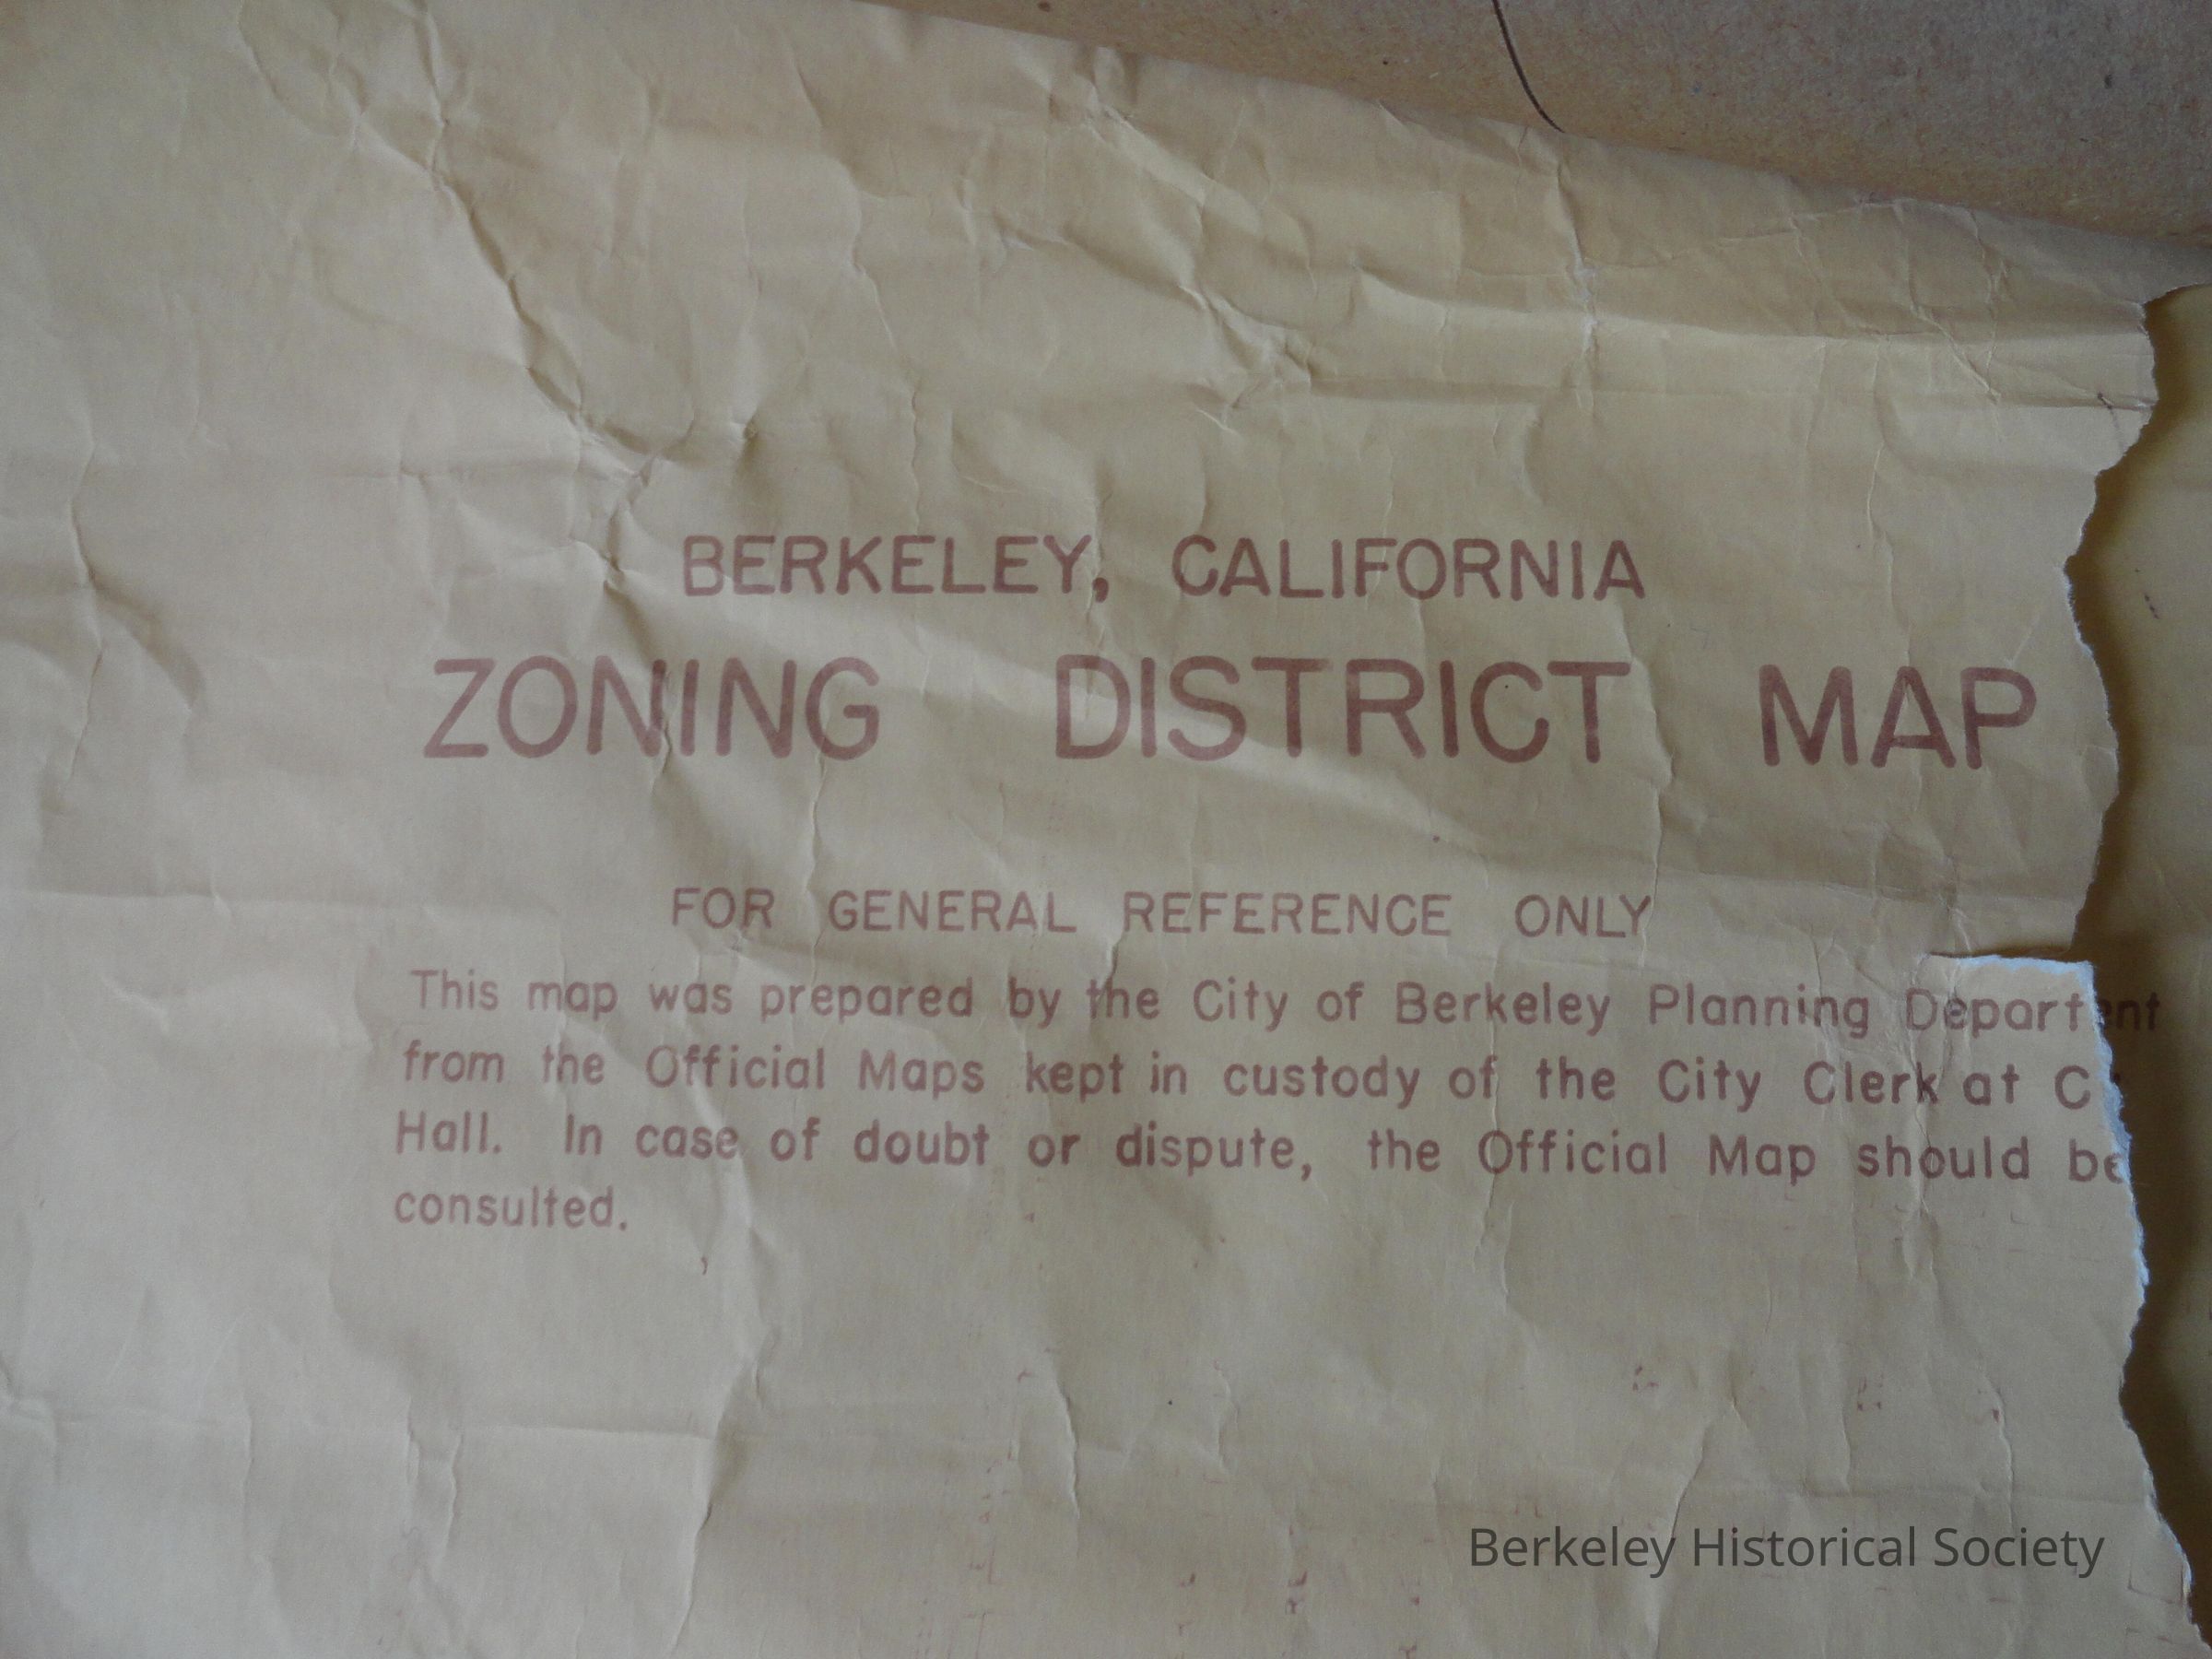 BERKELEY, CALIFORNIA
ZONING DISTRICT MAP
FOR GENERAL REFERENCE ONLY
This map was prepared by the City of Berkeley Planning
from the Official Maps kept in custody of the City Clerk at
Hall. In case of doubt or dispute, the Official Map should be
consulted.
Berkeley Historical Society